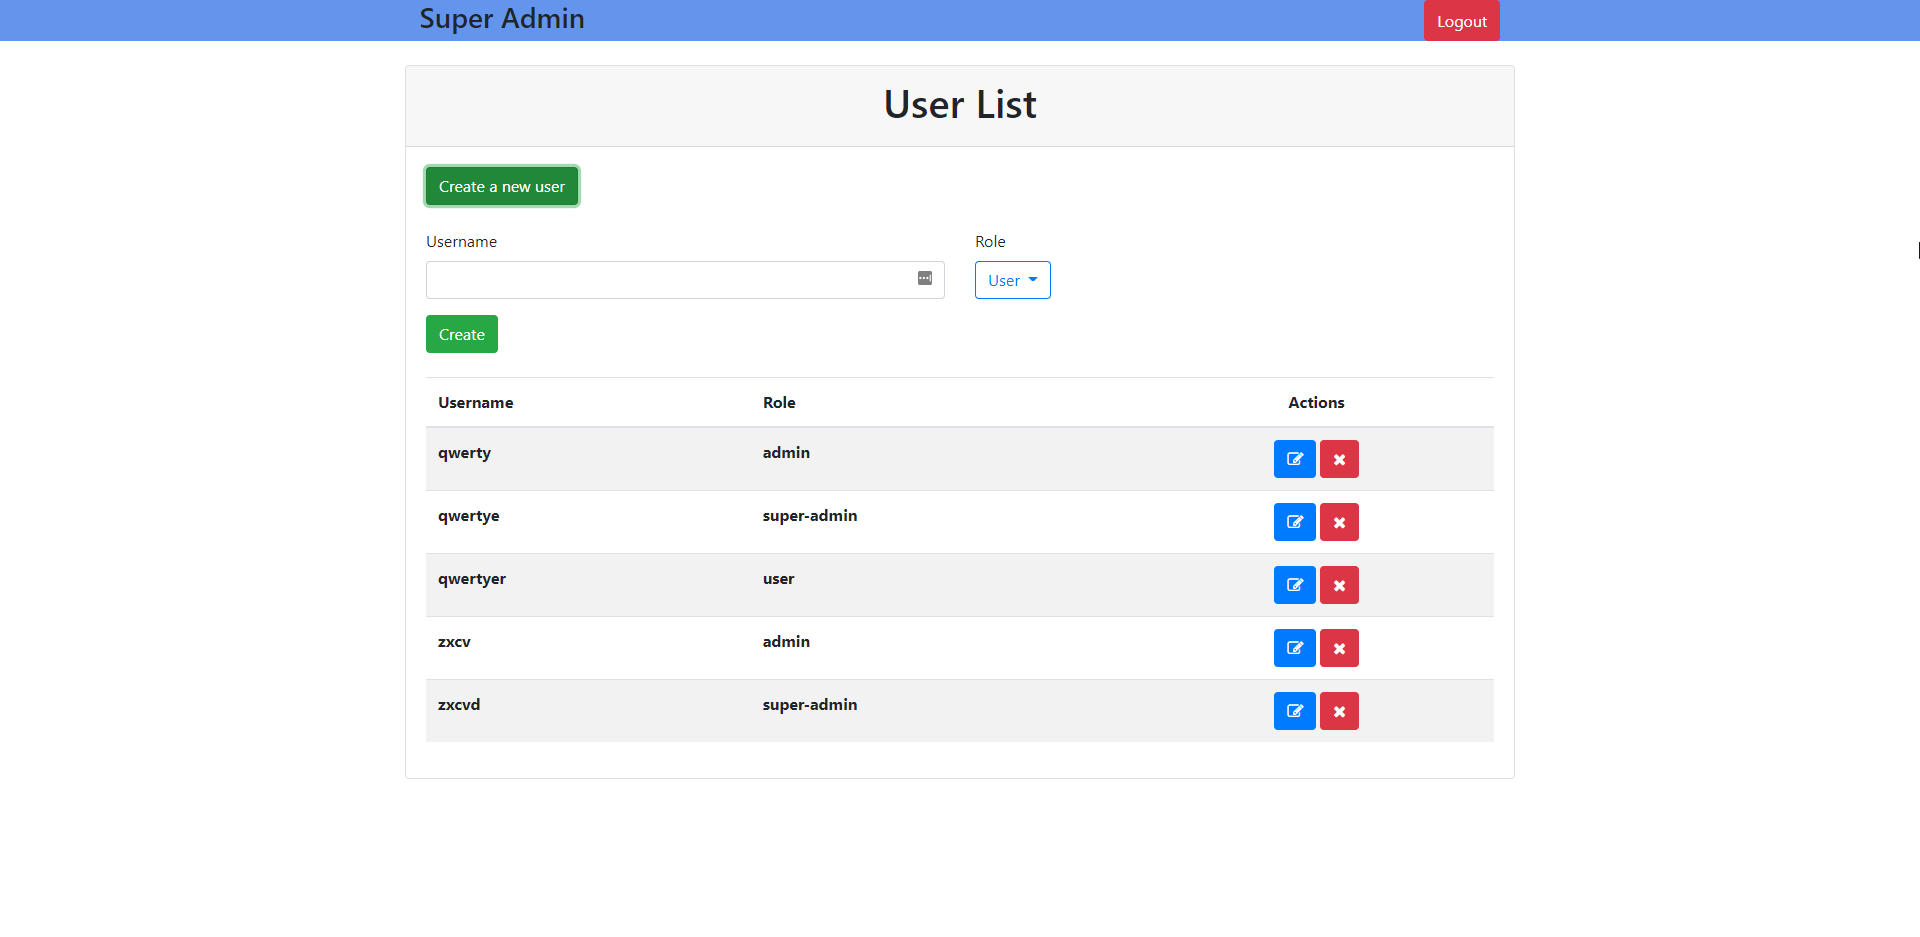 Super Admin Logout
User List
Create a new user
Username Role
User
Create
Username Role Actions
qwerty admin
qwertye super-admin
qwertyer user
zxcv admin
zxcvd super-admin